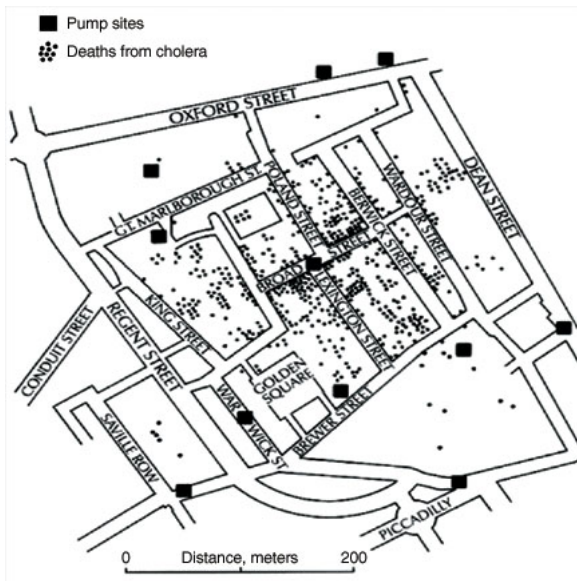 Pump sites
Deaths from cholera
OXFORD STREET
GT. MARLBOROUGH ST.
POLAND STREET
BERWICK STREET
WARDOUR STREET
DEAN STREET
BROAD STREET
LEXINGTON STREET
KING STREET
REGENT STREET
CONDUIT STREET
GOLDEN
SQUARE
WARWICK ST.
BREWER STREET
SAVILLE ROW
PICCADILLY
0 Distance, meters 200